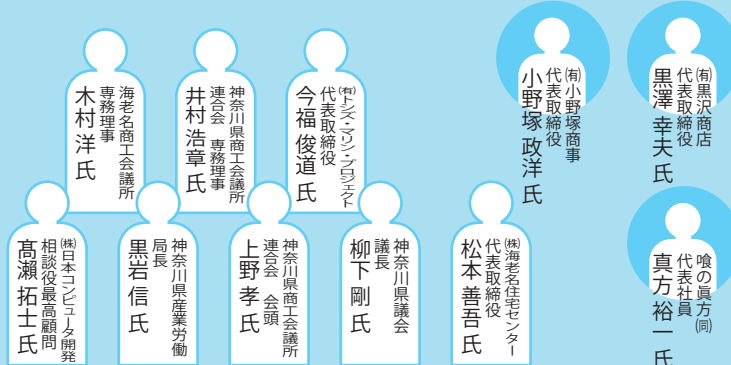 海老名商工会議所
専務理事
木村 洋 氏
神奈川県商工会議所
連合会 専務理事
井村 浩章 氏
㈲トシズ・マリン・プロジェクト
代表取締役
今福 俊道 氏
㈲小野塚商事
代表取締役
小野塚 政洋 氏
㈲黒沢商店
代表取締役
黒澤 幸夫 氏
㈱日本コンピュータ開発
相談役最高顧問
髙瀨 拓士 氏
神奈川県産業労働
局長
黒岩 信 氏
神奈川県商工会議所
連合会 会頭
上野 孝 氏
神奈川県議会
議長
柳下 剛 氏
㈱海老名住宅センター
代表取締役
松本 善吾 氏
喰の眞方㈿
代表社員
真方 裕一 氏